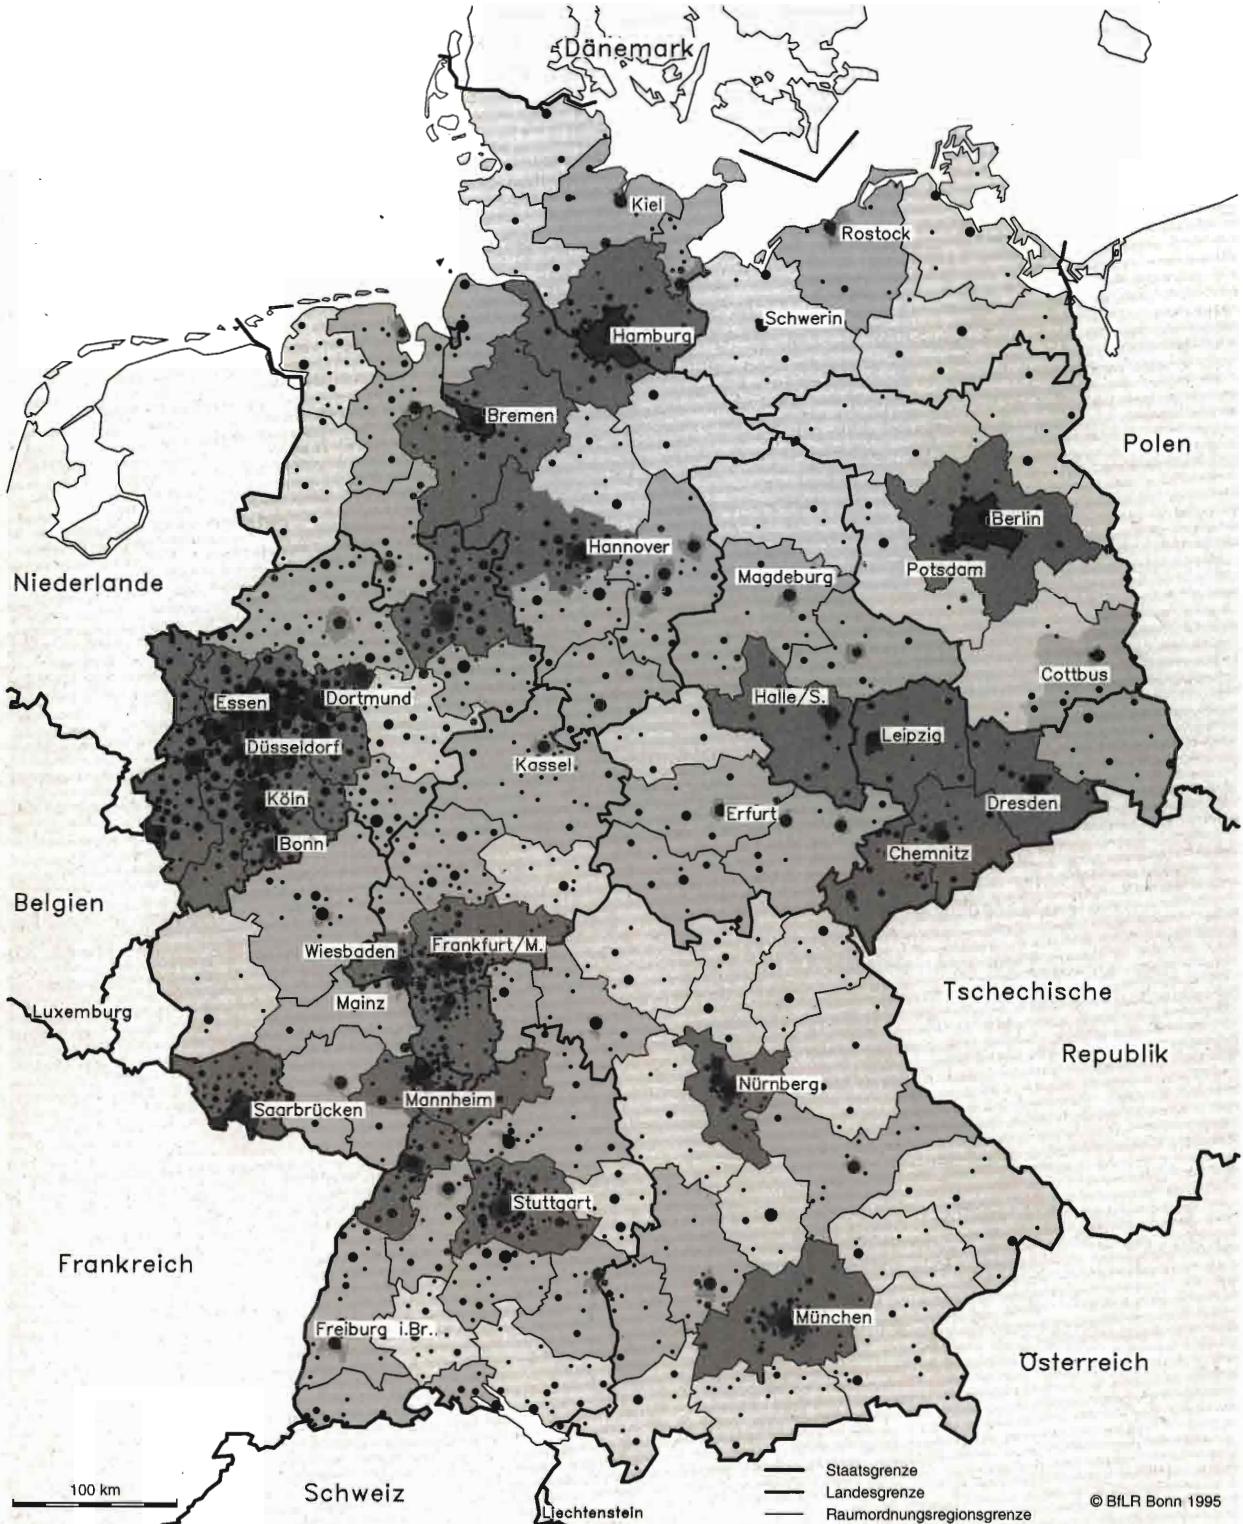 Dänemark
Kiel
Rostock
Schwerin
Hamburg
Bremen
Polen
Berlin
Hannover
Niederlande
Magdeburg
Potsdam
Cottbus
Essen
Dortmund
Halle/S.
Leipzig
Düsseldorf
Kassel
Köln
Dresden
Erfurt
Bonn
Chemnitz
Belgien
Wiesbaden
Frankfurt/M.
Tschechische
Mainz
Luxemburg
Republik
Nürnberg
Mannheim
Saarbrücken
Stuttgart
Frankreich
München
Freiburg i.Br.
Österreich
Staatsgrenze
100 km
Schweiz
Landesgrenze
© BfLR Bonn 1995
Liechtenstein
Raumordnungsregionsgrenze